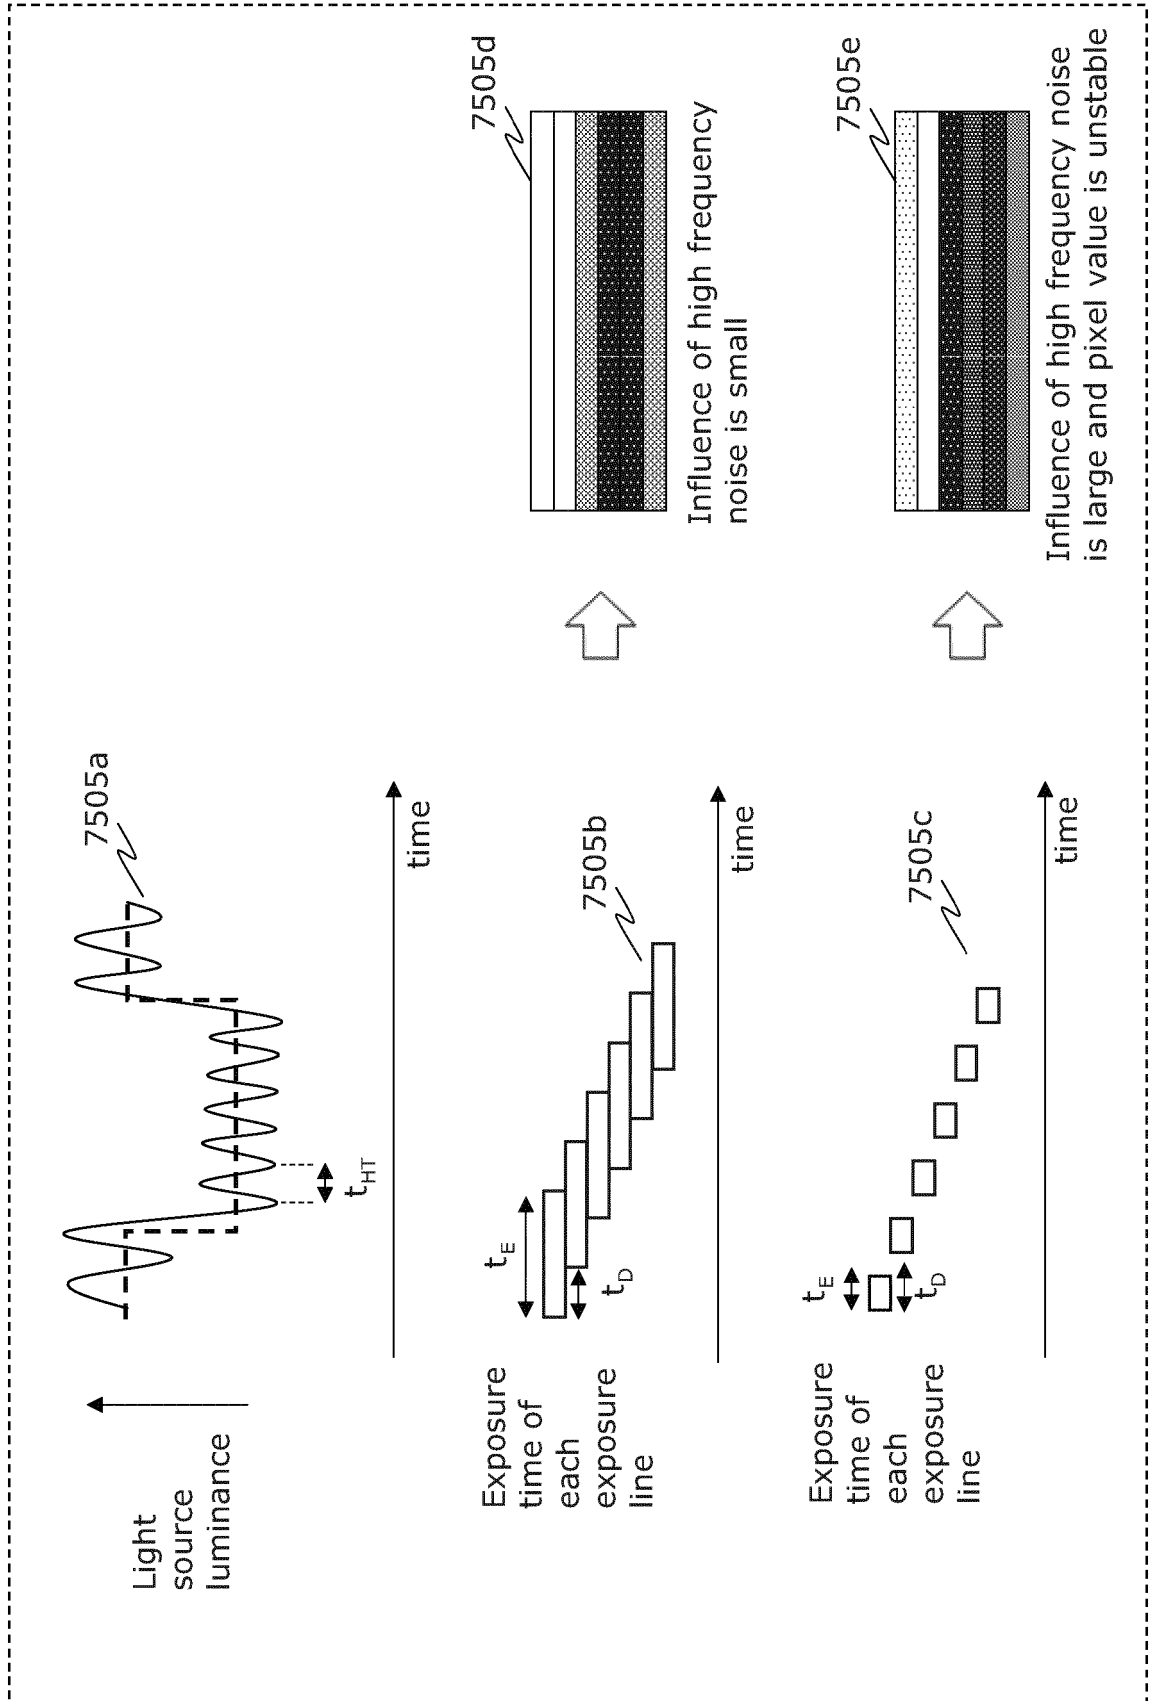 Light
source
luminance
7505a
t_HT
time
Exposure
time of
each
exposure
line
t_E
t_D
7505b
time
7505d
Influence of high frequency
noise is small
Exposure
time of
each
exposure
line
t_E
t_D
7505c
time
7505e
Influence of high frequency noise
is large and pixel value is unstable